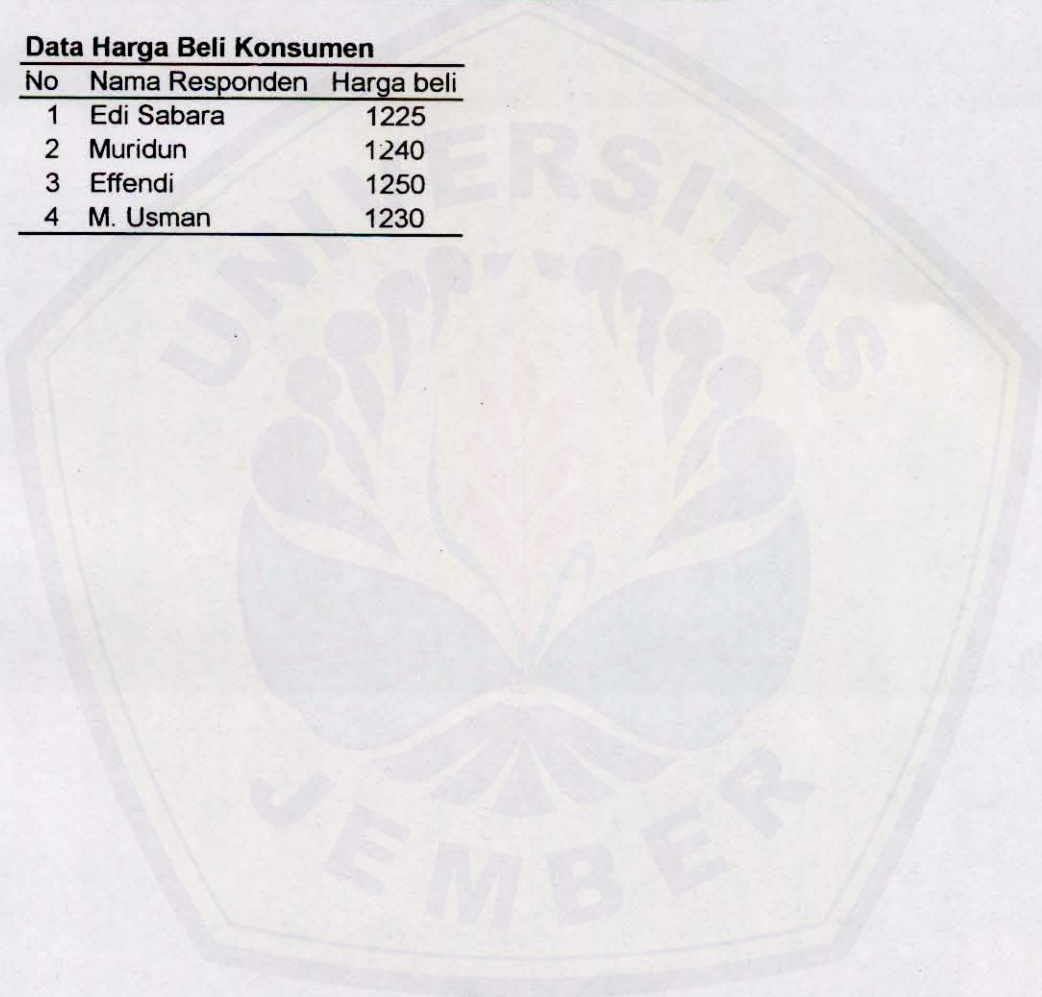 Data Harga Beli Konsumen
No Nama Responden Harga beli
1 Edi Sabara 1225
2 Muridun 1240
3 Effendi 1250
4 M. Usman 1230
UNIVERSITAS
JEMBER